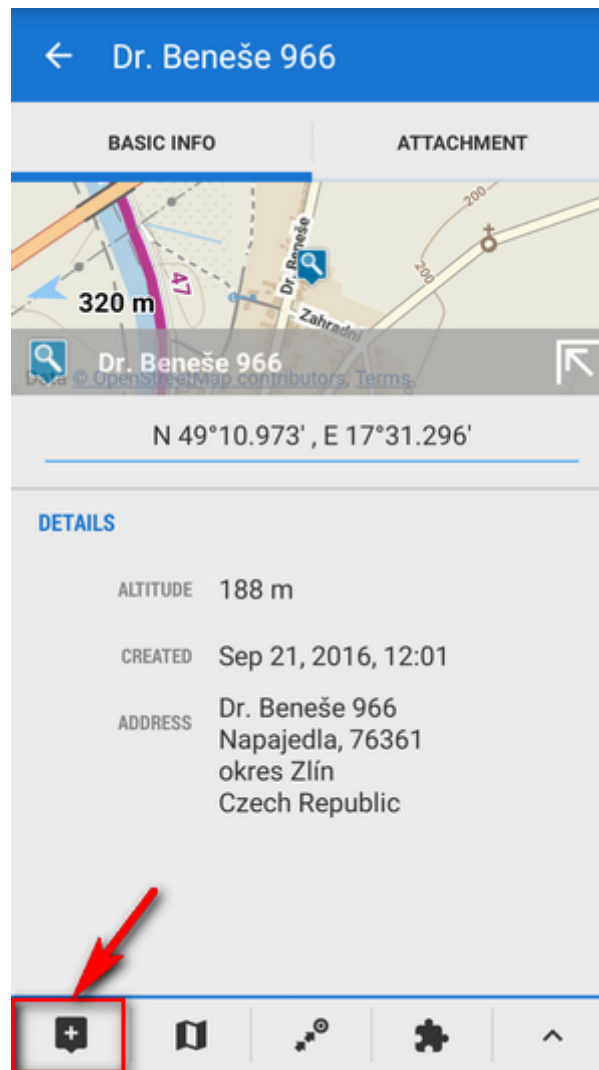 Dr. Beneše 966
BASIC INFO
ATTACHMENT
200
Dr. Beneše
47
200
320 m
Zahradní
Dr. Beneše 966
Data © OpenStreetMap contributors, Terms
N 49°10.973' , E 17°31.296'
DETAILS
ALTITUDE 188 m
CREATED Sep 21, 2016, 12:01
ADDRESS Dr. Beneše 966
Napajedla, 76361
okres Zlín
Czech Republic